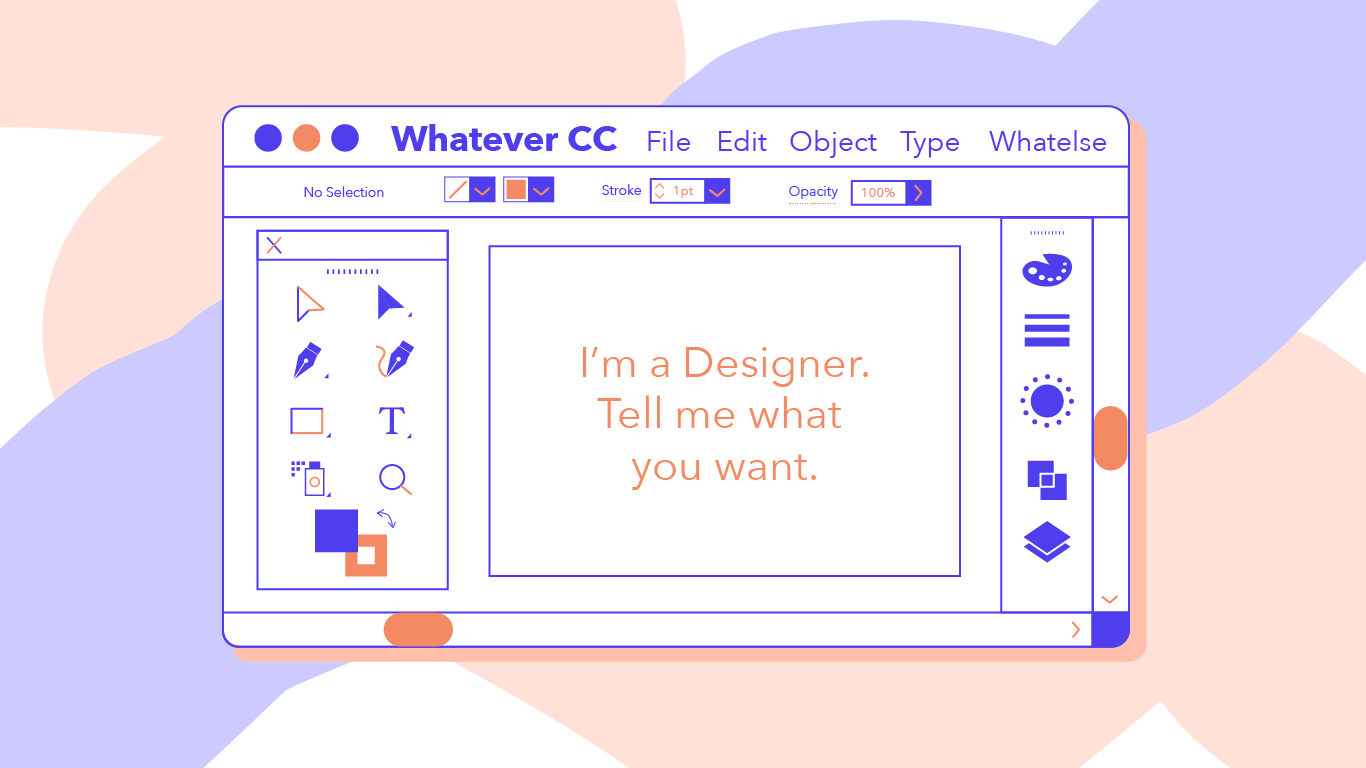 Whatever CC File Edit Object Type Whatelse
No Selection Stroke 1pt Opacity 100%
I’m a Designer.
Tell me what
you want.
T